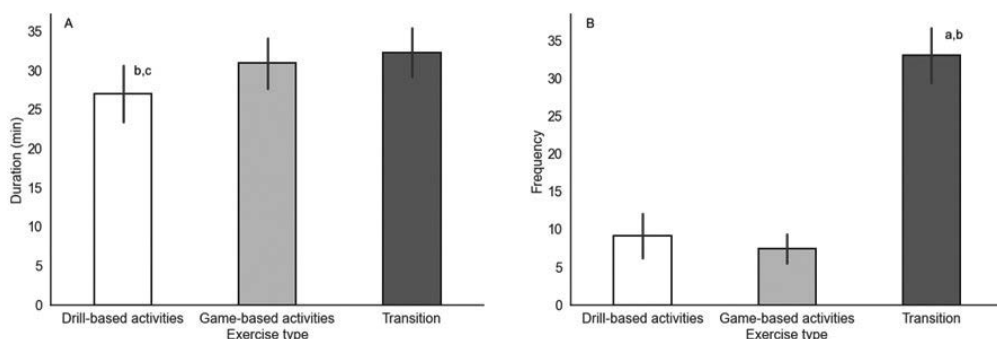 A
35
30
25
20
15
10
5
0
Duration (min)
b,c
Drill-based activities
Game-based activities
Transition
Exercise type
B
35
30
25
20
15
10
5
0
Frequency
a,b
Drill-based activities
Game-based activities
Transition
Exercise type